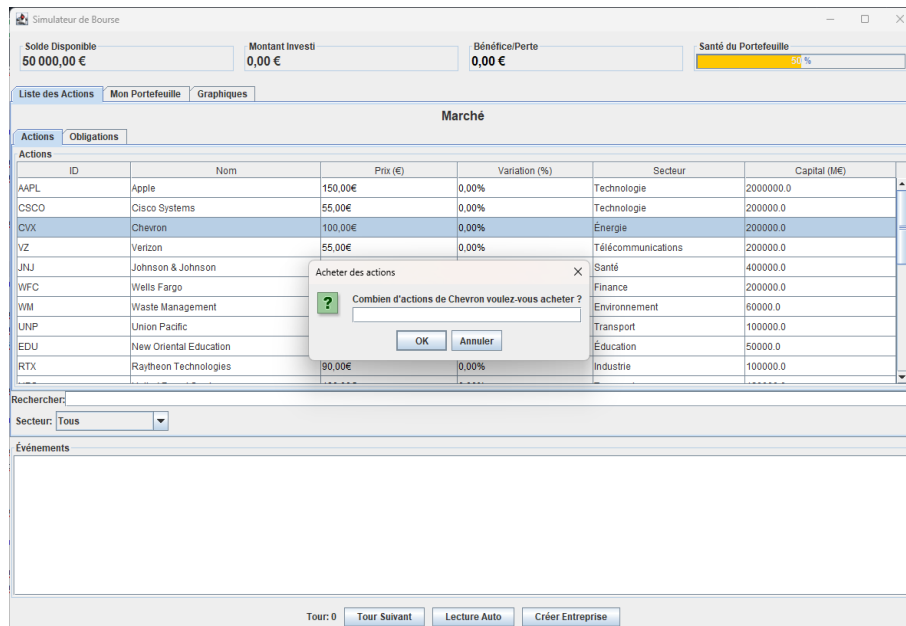 Simulateur de Bourse
Solde Disponible Montant Investi Bénéfice/Perte Santé du Portefeuille
50 000,00 € 0,00 € 0,00 € 50 %
Liste des Actions Mon Portefeuille Graphiques
Marché
Actions Obligations
Actions
ID Nom Prix (€) Variation (%) Secteur Capital (M€)
AAPL Apple 150,00€ 0,00% Technologie 2000000.0
CSCO Cisco Systems 55,00€ 0,00% Technologie 200000.0
CVX Chevron 100,00€ 0,00% Énergie 200000.0
VZ Verizon 55,00€ 0,00% Télécommunications 200000.0
JNJ Johnson & Johnson Santé 400000.0
WFC Wells Fargo Finance 200000.0
WM Waste Management Environnement 60000.0
UNP Union Pacific Transport 100000.0
EDU New Oriental Education Éducation 50000.0
RTX Raytheon Technologies 90,00€ 0,00% Industrie 100000.0
Acheter des actions
Combien d'actions de Chevron voulez-vous acheter ?
OK Annuler
Rechercher:
Secteur: Tous
Événements
Tour: 0 Tour Suivant Lecture Auto Créer Entreprise